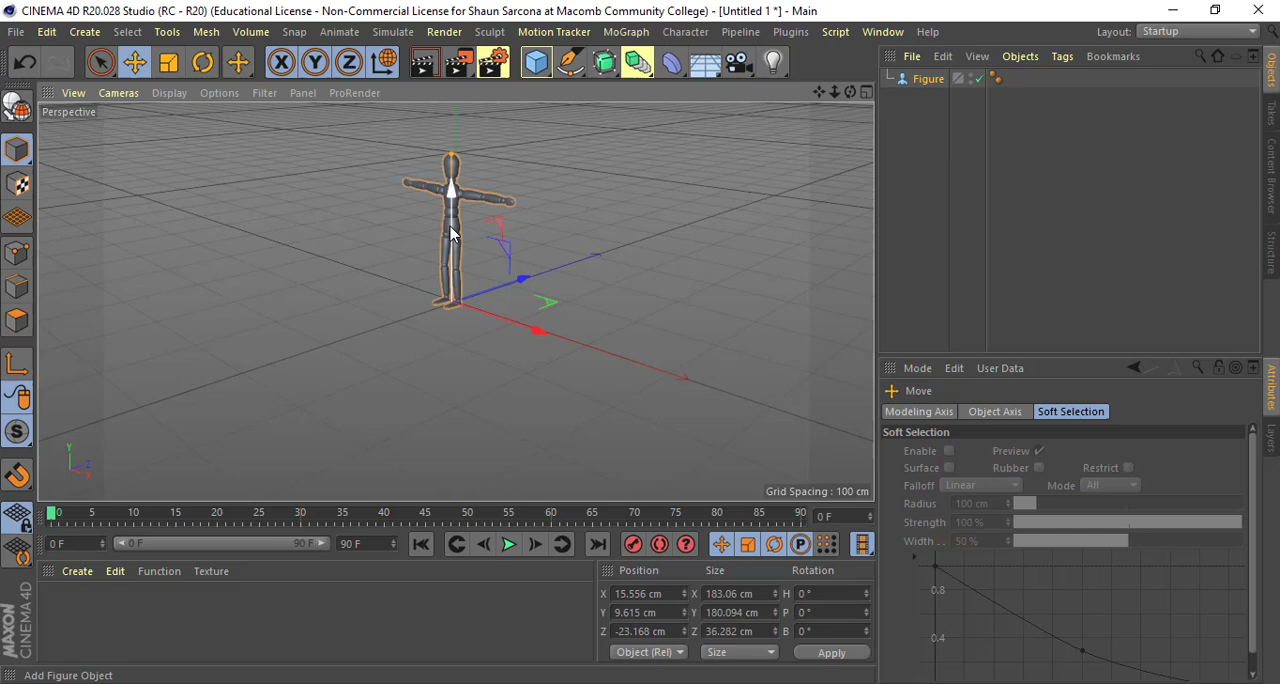 CINEMA 4D R20.028 Studio (RC - R20) (Educational License - Non-Commercial License for Shaun Sarcona at Macomb Community College) - [Untitled 1 *] - Main
File Edit Create Select Tools Mesh Volume Snap Animate Simulate Render Sculpt Motion Tracker MoGraph Character Pipeline Plugins Script Window Help Layout: Startup
X Y Z
File Edit View Objects Tags Bookmarks
Figure
View Cameras Display Options Filter Panel ProRender
Perspective
Y
Z
X
Grid Spacing : 100 cm
Objects
Takes
Content Browser
Structure
Mode Edit User Data
Move
Modeling Axis Object Axis Soft Selection
Soft Selection
Enable Preview
Surface Rubber Restrict
Falloff Linear Mode All
Radius 100 cm
Strength 100 %
Width . . 50 %
0.8
0.4
Attributes
Layers
S
0 5 10 15 20 25 30 35 40 45 50 55 60 65 70 75 80 85 90 0 F
0 F 0 F 90 F 90 F
P
Create Edit Function Texture
Position Size Rotation
X 15.556 cm X 183.06 cm H 0 °
Y 9.615 cm Y 180.094 cm P 0 °
Z -23.168 cm Z 36.282 cm B 0 °
Object (Rel) Size Apply
MAXON
CINEMA 4D
Add Figure Object